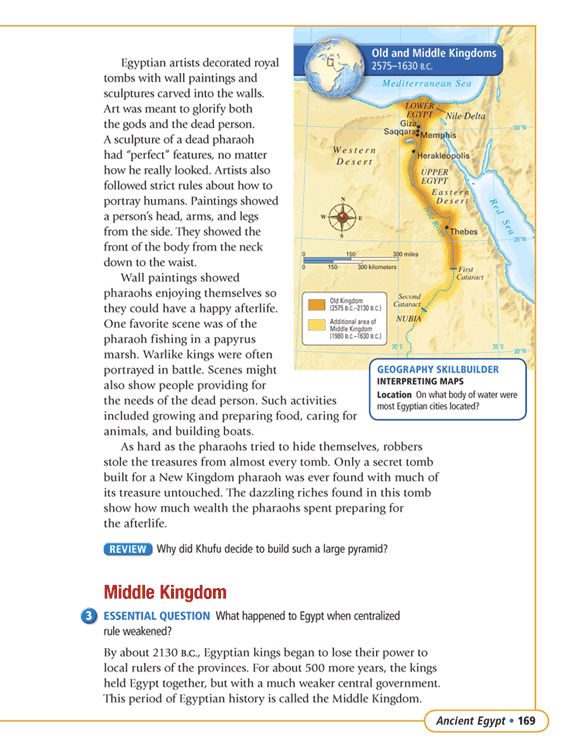 Egyptian artists decorated royal
tombs with wall paintings and
sculptures carved into the walls.
Art was meant to glorify both
the gods and the dead person.
A sculpture of a dead pharaoh
had “perfect” features, no matter
how he really looked. Artists also
followed strict rules about how to
portray humans. Paintings showed
a person’s head, arms, and legs
from the side. They showed the
front of the body from the neck
down to the waist.
Wall paintings showed
pharaohs enjoying themselves so
they could have a happy afterlife.
One favorite scene was of the
pharaoh fishing in a papyrus
marsh. Warlike kings were often
portrayed in battle. Scenes might
also show people providing for
the needs of the dead person. Such activities
included growing and preparing food, caring for
animals, and building boats.
As hard as the pharaohs tried to hide themselves, robbers
stole the treasures from almost every tomb. Only a secret tomb
built for a New Kingdom pharaoh was ever found with much of
its treasure untouched. The dazzling riches found in this tomb
show how much wealth the pharaohs spent preparing for
the afterlife.
Old and Middle Kingdoms
2575–1630 B.C.
Mediterranean Sea
LOWER
EGYPT
Nile Delta
Giza
Saqqara
Memphis
30°N
Western
Desert
Herakleopolis
UPPER
EGYPT
Eastern
Desert
Red Sea
Nile River
N
W
E
S
Thebes
25°N
0 150 300 miles
0 150 300 kilometers
First
Cataract
Second
Cataract
NUBIA
Old Kingdom
(2575 B.C.–2130 B.C.)
Additional area of
Middle Kingdom
(1980 B.C.–1630 B.C.)
30°E
35°E
20°N
GEOGRAPHY SKILLBUILDER
INTERPRETING MAPS
Location On what body of water were
most Egyptian cities located?
REVIEW Why did Khufu decide to build such a large pyramid?
Middle Kingdom
3 ESSENTIAL QUESTION What happened to Egypt when centralized
rule weakened?
By about 2130 B.C., Egyptian kings began to lose their power to
local rulers of the provinces. For about 500 more years, the kings
held Egypt together, but with a much weaker central government.
This period of Egyptian history is called the Middle Kingdom.
Ancient Egypt • 169